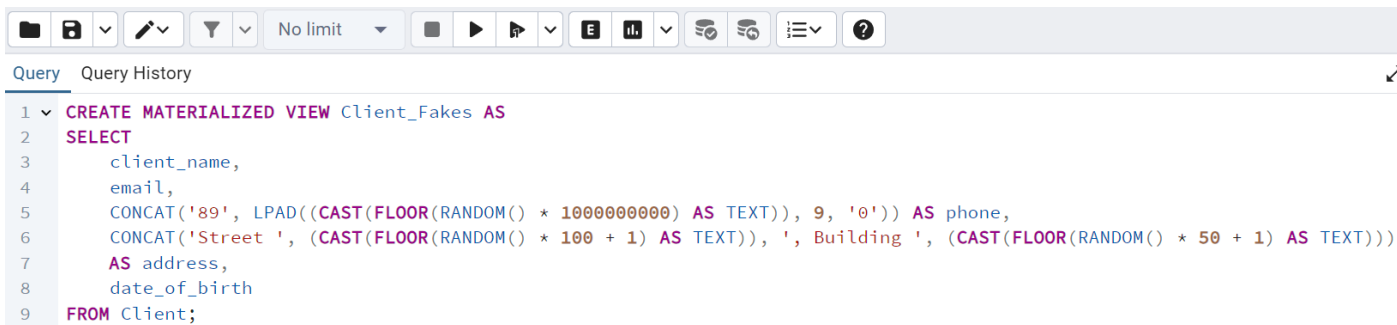 No limit
E
Query Query History
1 CREATE MATERIALIZED VIEW Client_Fakes AS
2 SELECT
3 client_name,
4 email,
5 CONCAT('89', LPAD((CAST(FLOOR(RANDOM() * 1000000000) AS TEXT)), 9, '0')) AS phone,
6 CONCAT('Street ', (CAST(FLOOR(RANDOM() * 100 + 1) AS TEXT)), ', Building ', (CAST(FLOOR(RANDOM() * 50 + 1) AS TEXT)))
7 AS address,
8 date_of_birth
9 FROM Client;